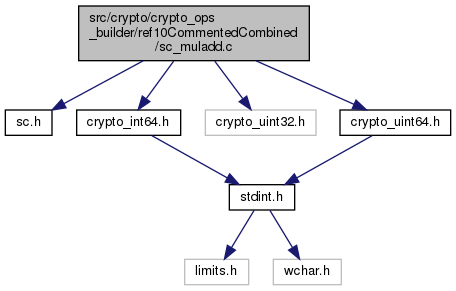 src/crypto/crypto_ops
_builder/ref10CommentedCombined
/sc_muladd.c
sc.h
crypto_int64.h
crypto_uint32.h
crypto_uint64.h
stdint.h
limits.h
wchar.h